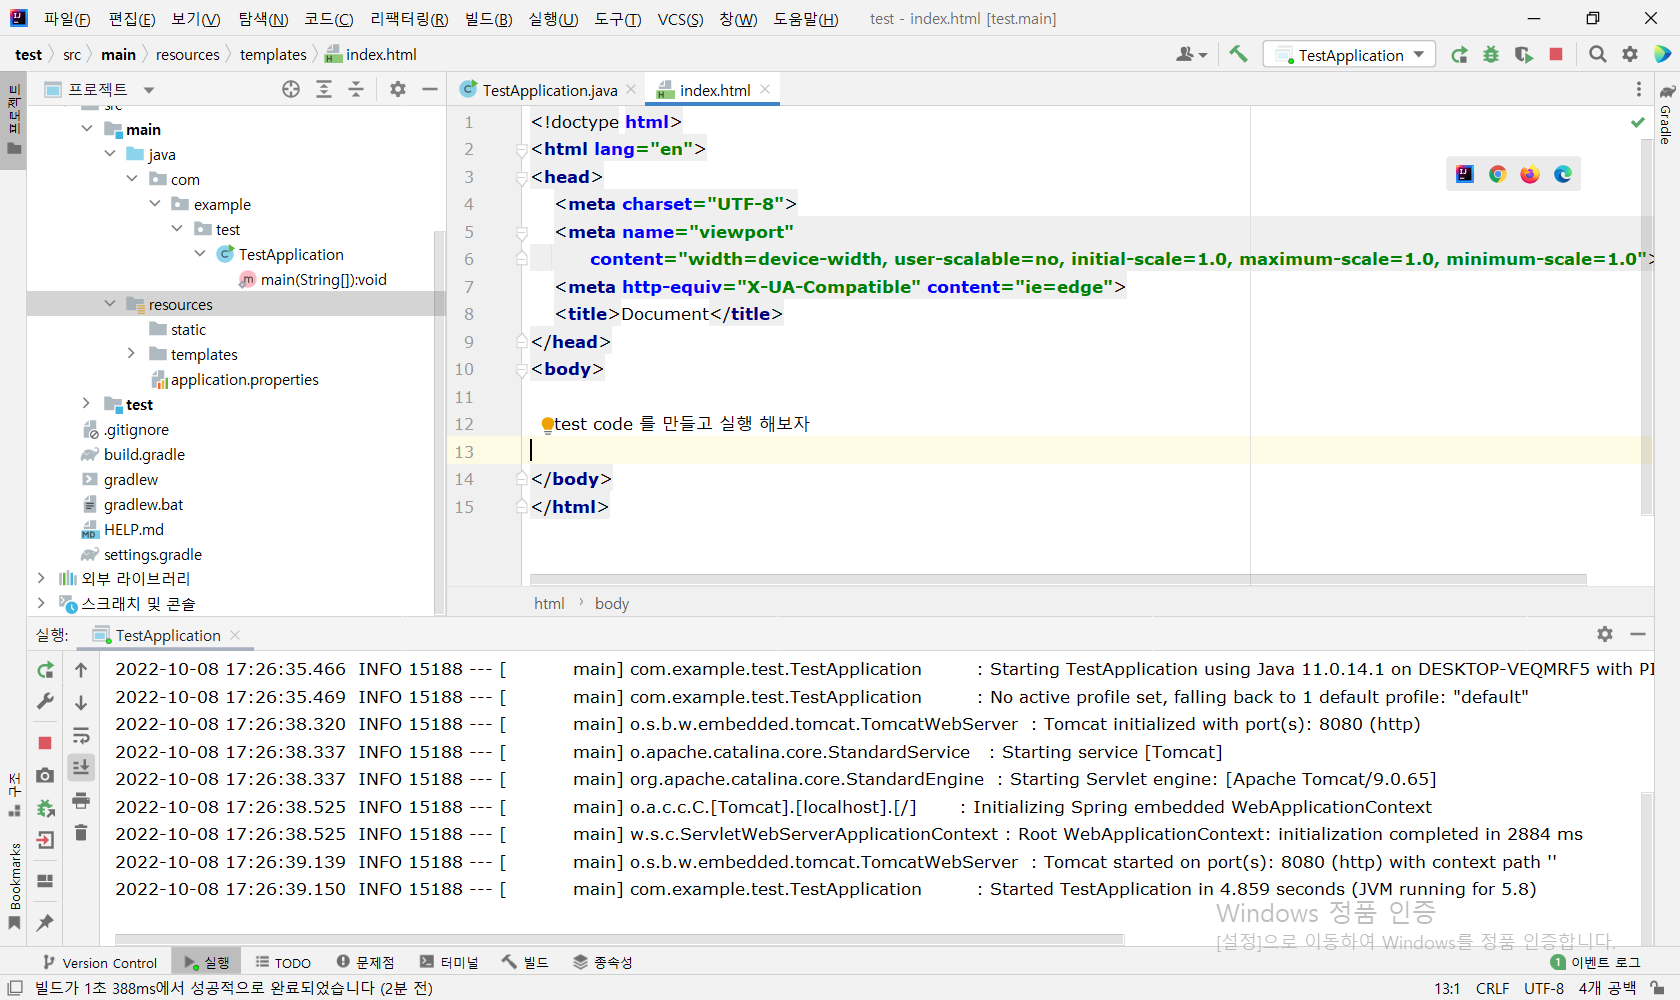 파일(F) 편집(E) 보기(V) 탐색(N) 코드(C) 리팩터링(R) 빌드(B) 실행(U) 도구(T) VCS(S) 창(W) 도움말(H) test - index.html [test.main]
test src main resources templates index.html TestApplication
프로젝트
프로젝트
TestApplication.java index.html
Gradle
src
main
java
com
example
test
TestApplication
main(String[]):void
resources
static
templates
application.properties
test
.gitignore
build.gradle
gradlew
gradlew.bat
HELP.md
settings.gradle
외부 라이브러리
스크래치 및 콘솔
1 <!doctype html>
2 <html lang="en">
3 <head>
4 <meta charset="UTF-8">
5 <meta name="viewport"
6 content="width=device-width, user-scalable=no, initial-scale=1.0, maximum-scale=1.0, minimum-scale=1.0">
7 <meta http-equiv="X-UA-Compatible" content="ie=edge">
8 <title>Document</title>
9 </head>
10 <body>
11
12 test code 를 만들고 실행 해보자
13
14 </body>
15 </html>
html body
실행: TestApplication
2022-10-08 17:26:35.466 INFO 15188 --- [ main] com.example.test.TestApplication : Starting TestApplication using Java 11.0.14.1 on DESKTOP-VEQMRF5 with PI
2022-10-08 17:26:35.469 INFO 15188 --- [ main] com.example.test.TestApplication : No active profile set, falling back to 1 default profile: "default"
2022-10-08 17:26:38.320 INFO 15188 --- [ main] o.s.b.w.embedded.tomcat.TomcatWebServer : Tomcat initialized with port(s): 8080 (http)
2022-10-08 17:26:38.337 INFO 15188 --- [ main] o.apache.catalina.core.StandardService : Starting service [Tomcat]
2022-10-08 17:26:38.337 INFO 15188 --- [ main] org.apache.catalina.core.StandardEngine : Starting Servlet engine: [Apache Tomcat/9.0.65]
2022-10-08 17:26:38.525 INFO 15188 --- [ main] o.a.c.c.C.[Tomcat].[localhost].[/] : Initializing Spring embedded WebApplicationContext
2022-10-08 17:26:38.525 INFO 15188 --- [ main] w.s.c.ServletWebServerApplicationContext : Root WebApplicationContext: initialization completed in 2884 ms
2022-10-08 17:26:39.139 INFO 15188 --- [ main] o.s.b.w.embedded.tomcat.TomcatWebServer : Tomcat started on port(s): 8080 (http) with context path ''
2022-10-08 17:26:39.150 INFO 15188 --- [ main] com.example.test.TestApplication : Started TestApplication in 4.859 seconds (JVM running for 5.8)
구조
Bookmarks
Windows 정품 인증
[설정]으로 이동하여 Windows를 정품 인증합니다.
Version Control 실행 TODO 문제점 터미널 빌드 종속성 1 이벤트 로그
빌드가 1초 388ms에서 성공적으로 완료되었습니다 (2분 전) 13:1 CRLF UTF-8 4개 공백